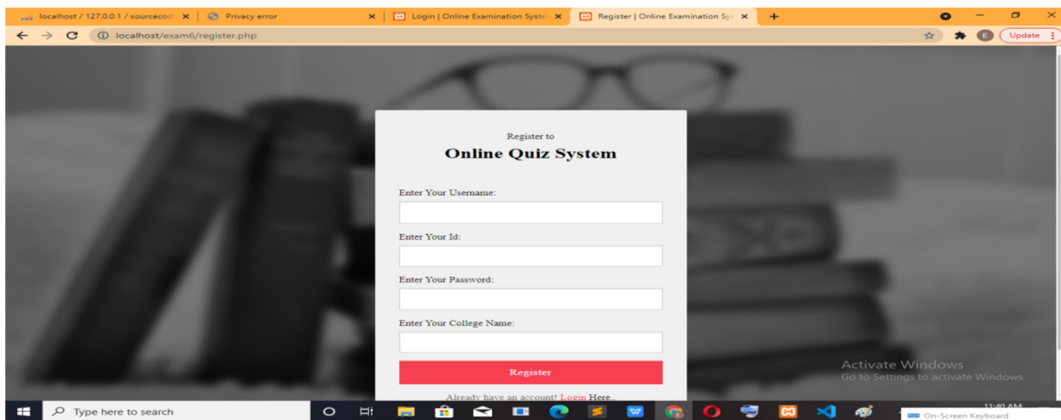 localhost / 127.0.0.1 / sourcecod
Privacy error
Login | Online Examination Syste
Register | Online Examination Sys
localhost/exam6/register.php
E
Update
Register to
Online Quiz System
Enter Your Username:
Enter Your Id:
Enter Your Password:
Enter Your College Name:
Register
Already have an account! Login Here..
Activate Windows
Go to Settings to activate Windows.
Type here to search
11:40 AM
On-Screen Keyboard